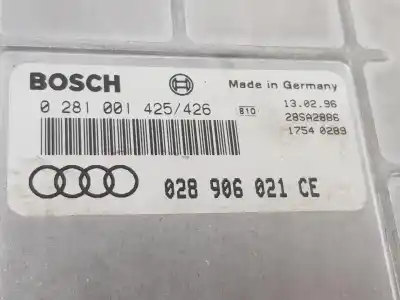 BOSCH Made in Germany
0 281 001 425/426 B10 13.02.96
28SA2886
1754 0289
028 906 021 CE